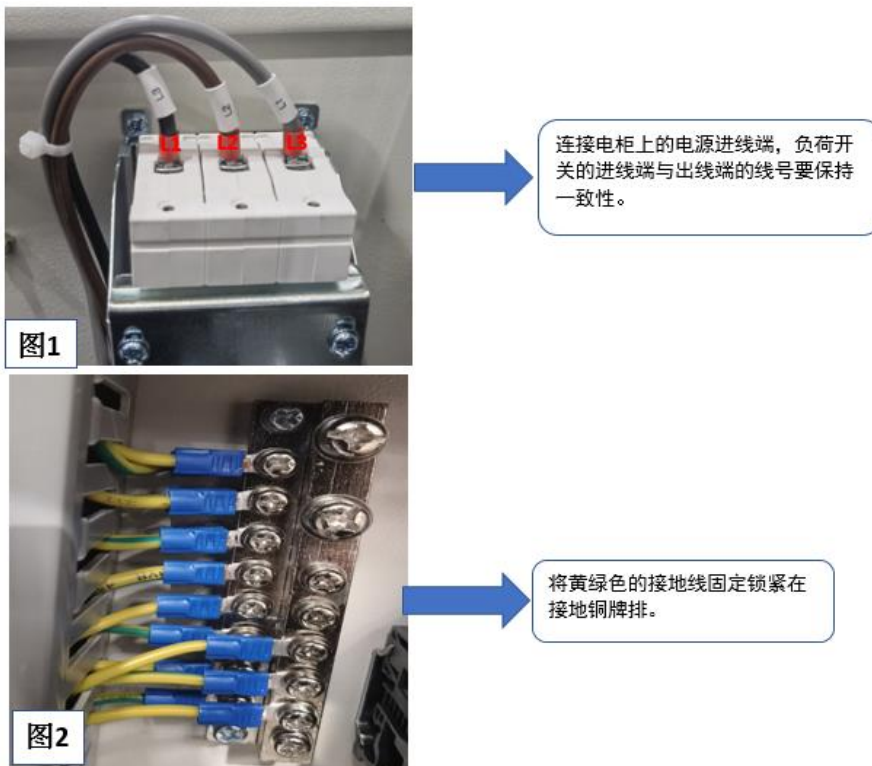 L3
L2
L1
L1
L2
L3
连接电柜上的电源进线端，负荷开
关的进线端与出线端的线号要保持
一致性。
图1
将黄绿色的接地线固定锁紧在
接地铜牌排。
图2